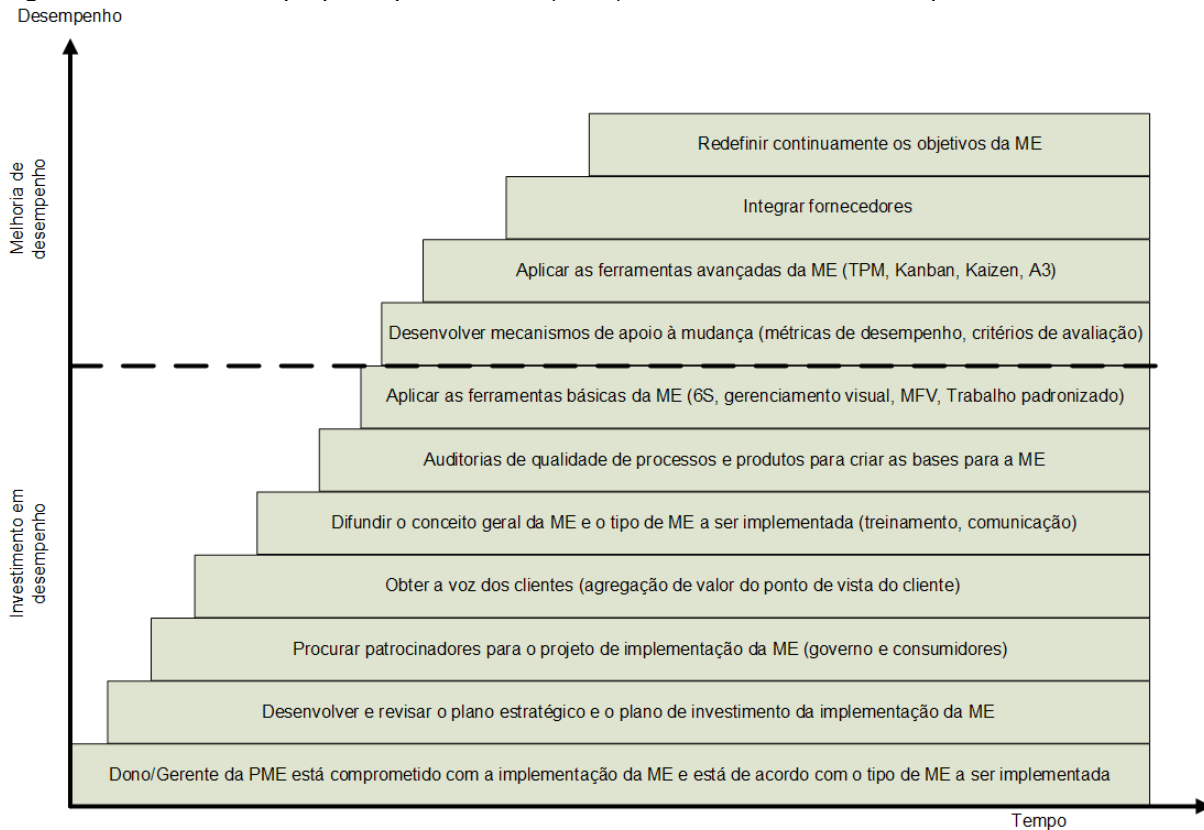 Desempenho
Melhoria de
desempenho
Investimento em
desempenho
Redefinir continuamente os objetivos da ME
Integrar fornecedores
Aplicar as ferramentas avançadas da ME (TPM, Kanban, Kaizen, A3)
Desenvolver mecanismos de apoio à mudança (métricas de desempenho, critérios de avaliação)
Aplicar as ferramentas básicas da ME (6S, gerenciamento visual, MFV, Trabalho padronizado)
Auditorias de qualidade de processos e produtos para criar as bases para a ME
Difundir o conceito geral da ME e o tipo de ME a ser implementada (treinamento, comunicação)
Obter a voz dos clientes (agregação de valor do ponto de vista do cliente)
Procurar patrocinadores para o projeto de implementação da ME (governo e consumidores)
Desenvolver e revisar o plano estratégico e o plano de investimento da implementação da ME
Dono/Gerente da PME está comprometido com a implementação da ME e está de acordo com o tipo de ME a ser implementada
Tempo